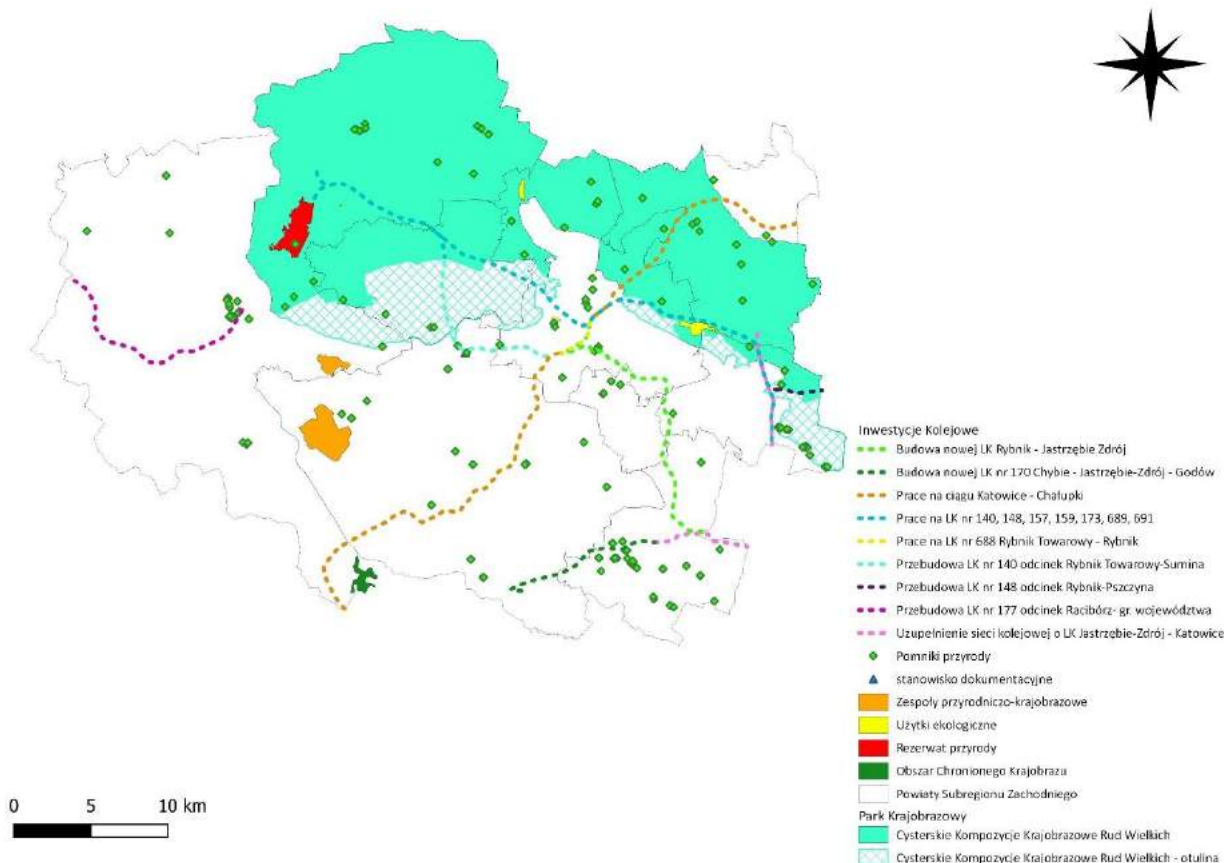 Inwestycje Kolejowe
Budowa nowej LK Rybnik - Jastrzębie Zdrój
Budowa nowej LK nr 170 Chybie - Jastrzębie-Zdrój - Godów
Prace na ciągu Katowice - Chałupki
Prace na LK nr 140, 148, 157, 159, 173, 689, 691
Prace na LK nr 688 Rybnik Towarowy - Rybnik
Przebudowa LK nr 140 odcinek Rybnik Towarowy-Sumina
Przebudowa LK nr 148 odcinek Rybnik-Pszczyna
Przebudowa LK nr 177 odcinek Racibórz- gr. województwa
Uzupełnienie sieci kolejowej o LK Jastrzębie-Zdrój - Katowice
Pomniki przyrody
stanowisko dokumentacyjne
Zespoły przyrodniczo-krajobrazowe
Użytki ekologiczne
Rezerwat przyrody
Obszar Chronionego Krajobrazu
Powiaty Subregionu Zachodniego
Park Krajobrazowy
Cysterskie Kompozycje Krajobrazowe Rud Wielkich
Cysterskie Kompozycje Krajobrazowe Rud Wielkich - otulina
0 5 10 km